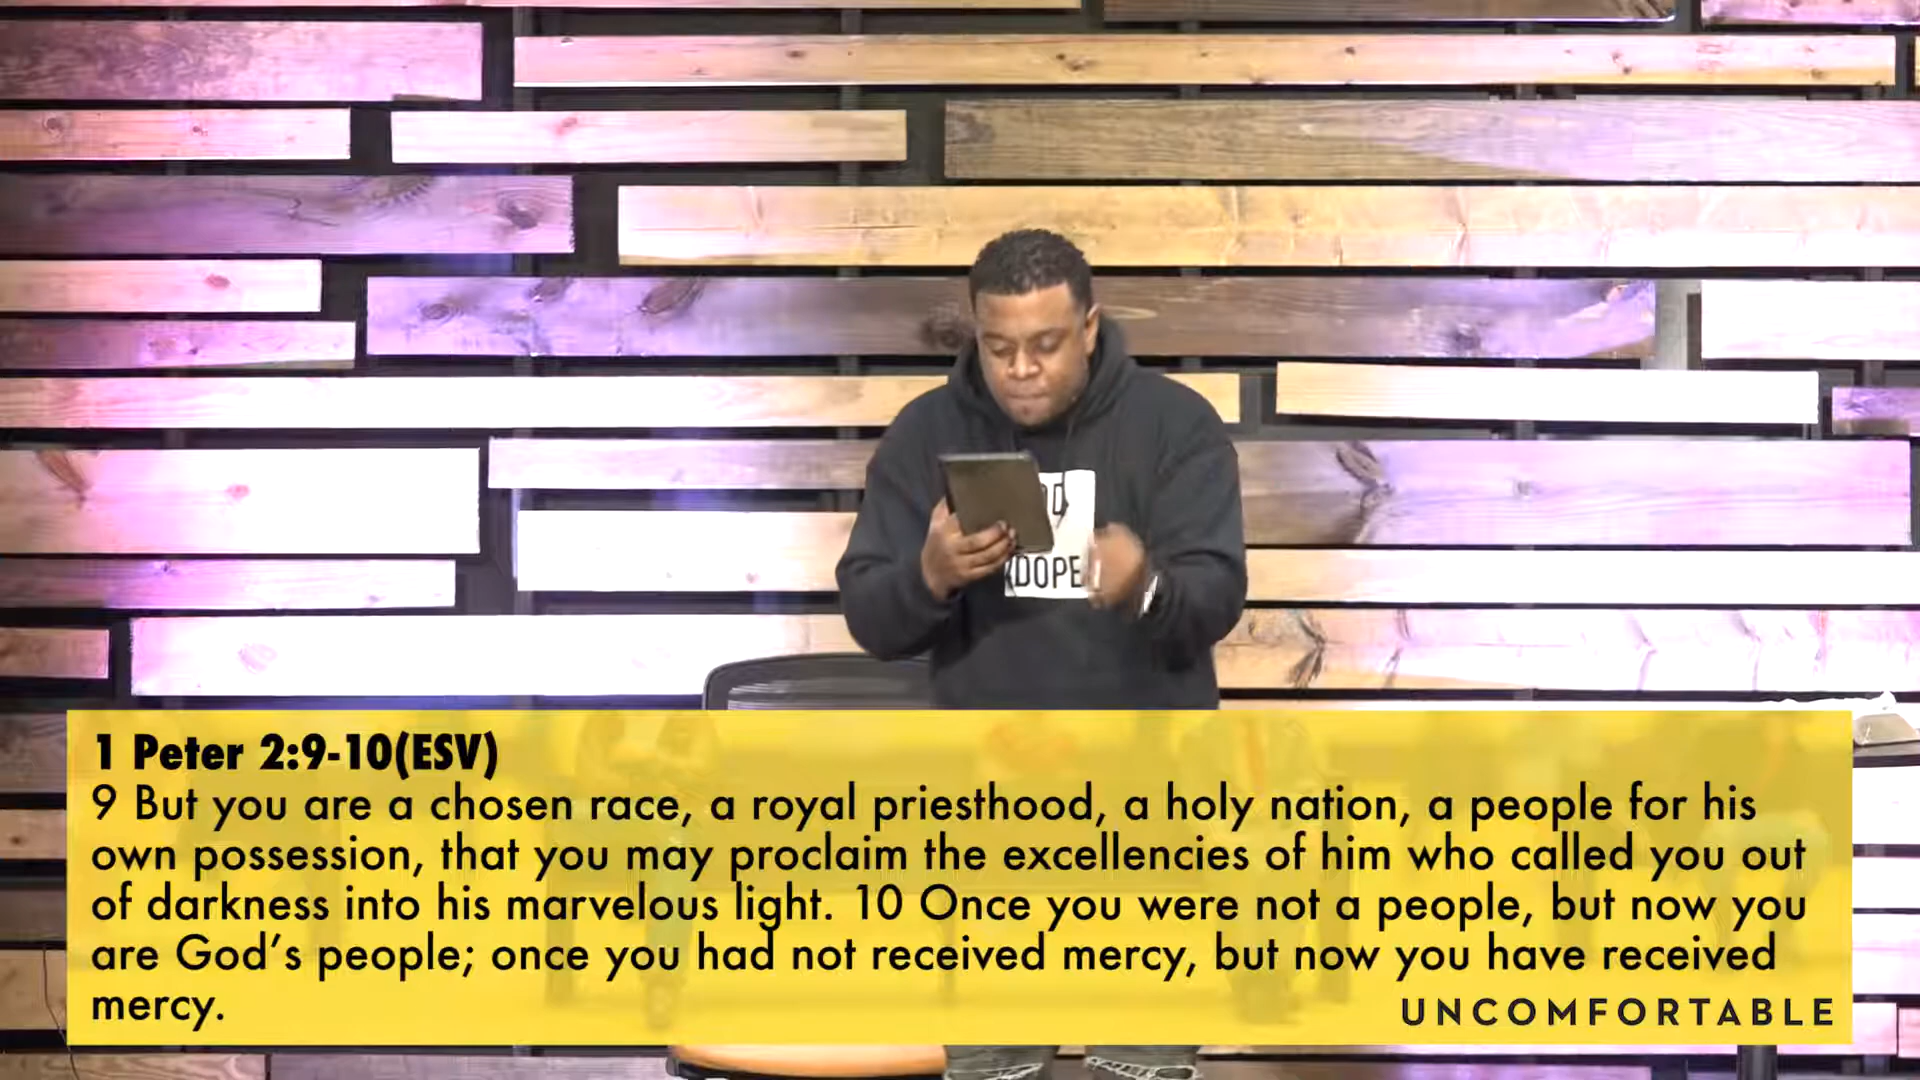 DOPE
1 Peter 2:9-10(ESV)
9 But you are a chosen race, a royal priesthood, a holy nation, a people for his
own possession, that you may proclaim the excellencies of him who called you out
of darkness into his marvelous light. 10 Once you were not a people, but now you
are God's people; once you had not received mercy, but now you have received
mercy.
UNCOMFORTABLE